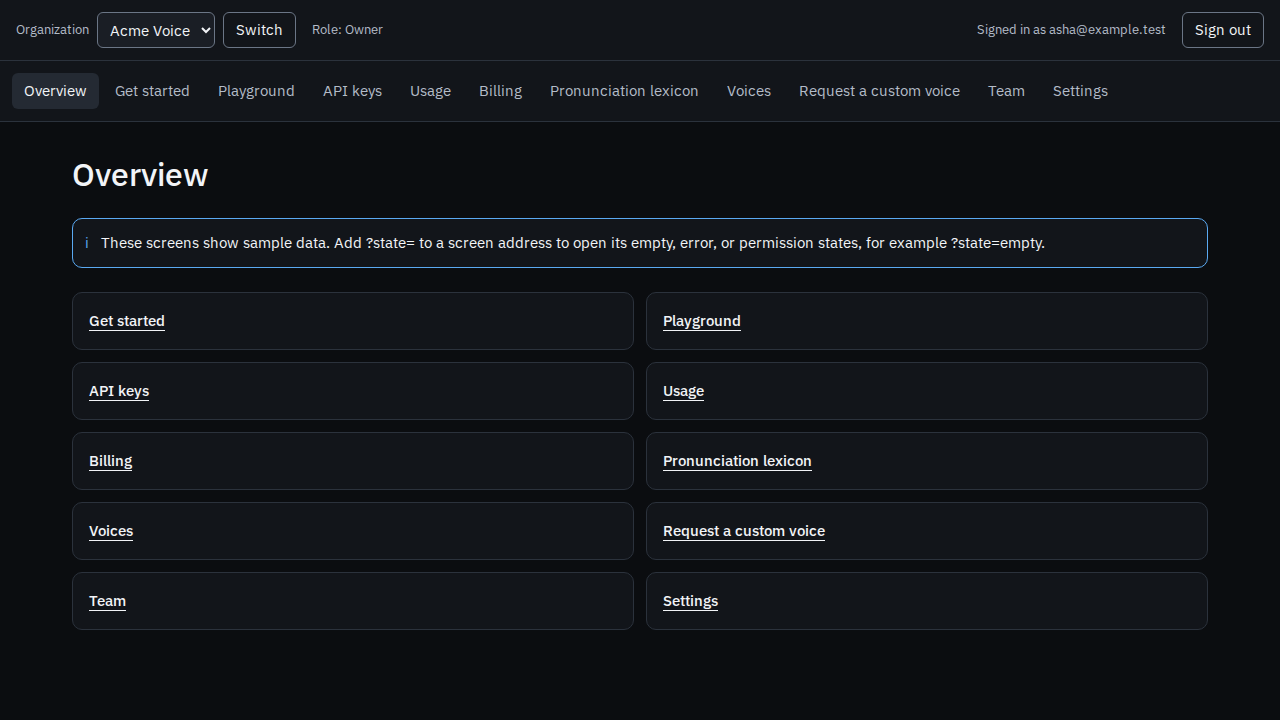 Organization Acme Voice Switch Role: Owner Signed in as asha@example.test Sign out
Overview Get started Playground API keys Usage Billing Pronunciation lexicon Voices Request a custom voice Team Settings
Overview
i These screens show sample data. Add ?state= to a screen address to open its empty, error, or permission states, for example ?state=empty.
Get started Playground
API keys Usage
Billing Pronunciation lexicon
Voices Request a custom voice
Team Settings